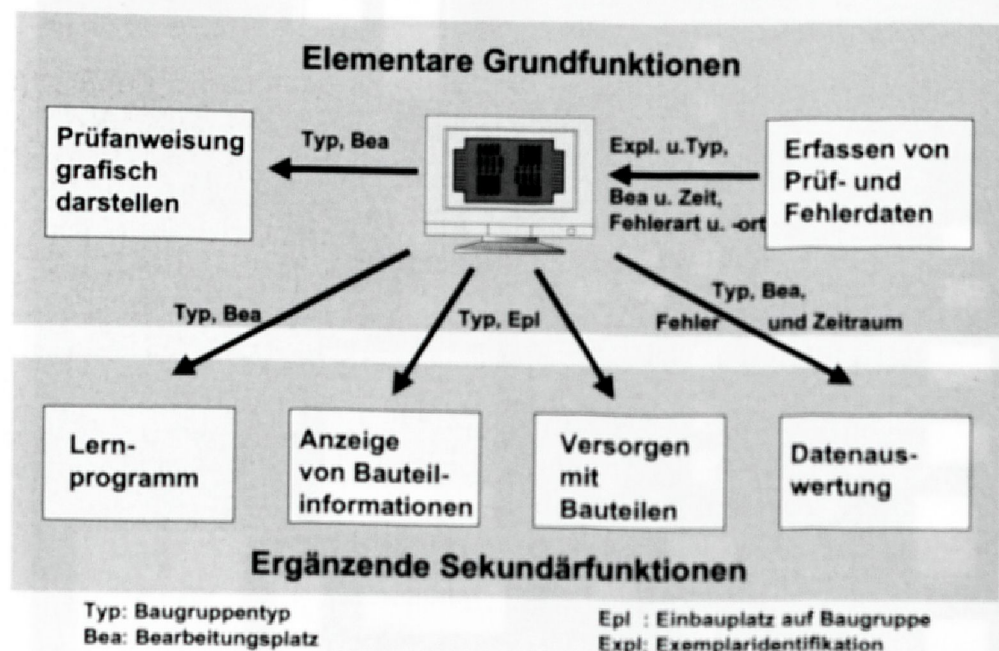 Elementare Grundfunktionen
Prüfanweisung
grafisch
darstellen
Typ, Bea
Expl. u.Typ,
Bea u. Zeit,
Fehlerart u. -ort
Erfassen von
Prüf- und
Fehlerdaten
Typ, Bea
Typ, Epl
Typ, Bea,
Fehler und Zeitraum
Lern-
programm
Anzeige
von Bauteil-
informationen
Versorgen
mit
Bauteilen
Datenaus-
wertung
Ergänzende Sekundärfunktionen
Typ: Baugruppentyp
Bea: Bearbeitungsplatz
Epl : Einbauplatz auf Baugruppe
Expl: Exemplaridentifikation